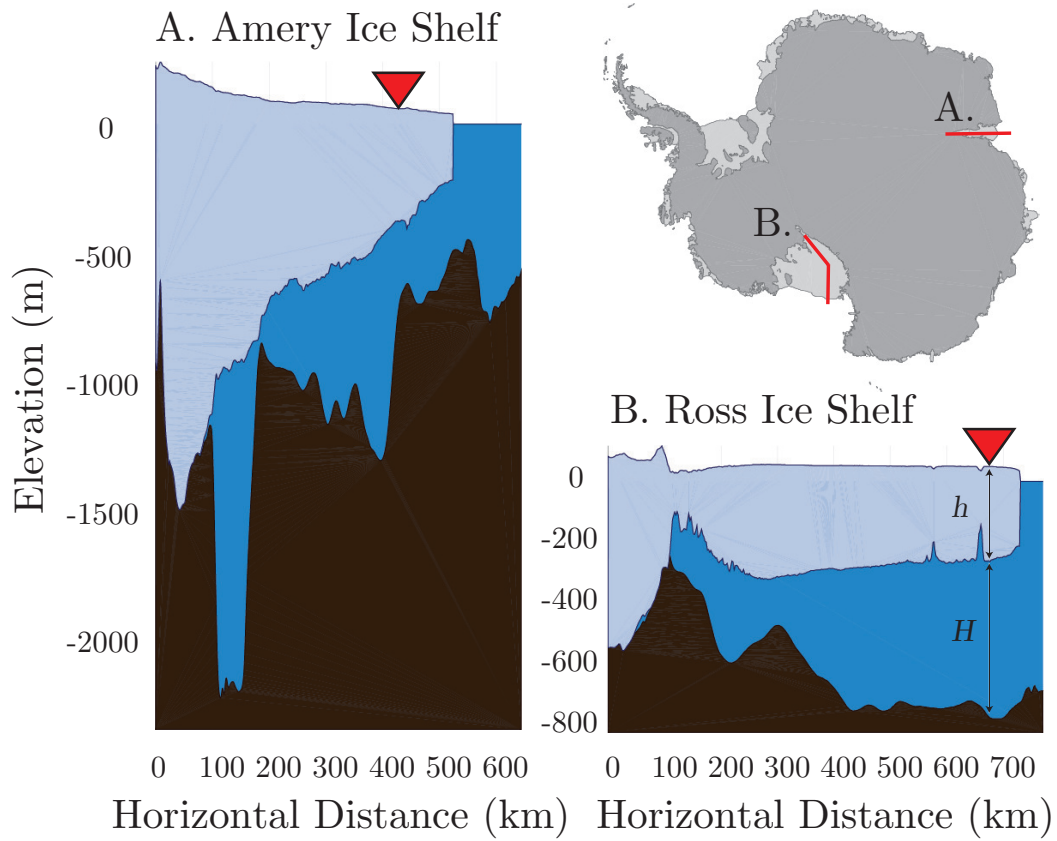 A. Amery Ice Shelf
0
-500
-1000
-1500
-2000
Elevation (m)
0 100 200 300 400 500 600
Horizontal Distance (km)
A.
B.
B. Ross Ice Shelf
0
-200
-400
-600
-800
h
H
0 100 200 300 400 500 600 700
Horizontal Distance (km)